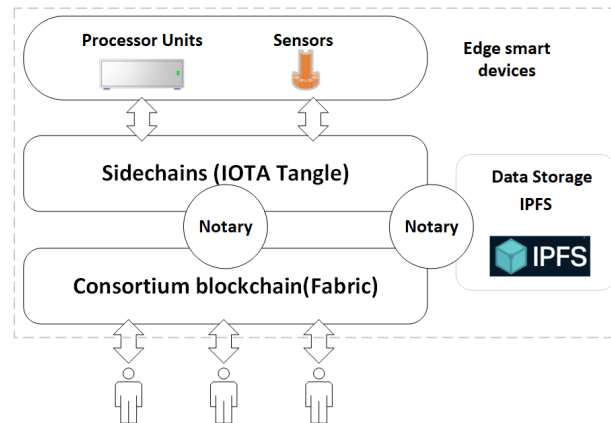 Processor Units
Sensors
Edge smart
devices
Sidechains (IOTA Tangle)
Data Storage
IPFS
Notary
Notary
IPFS
Consortium blockchain(Fabric)